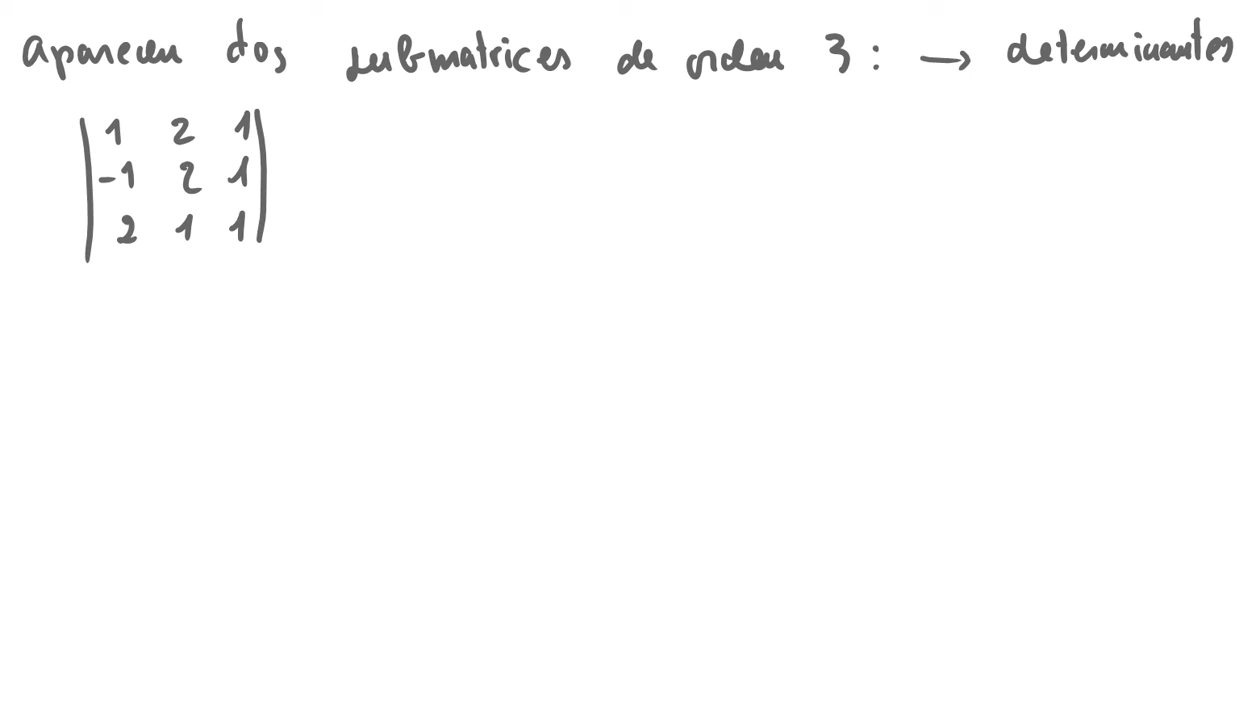 aparecen dos submatrices de orden 3: → determinantes
| 1 2 1 |
| -1 2 1 |
| 2 1 1 |